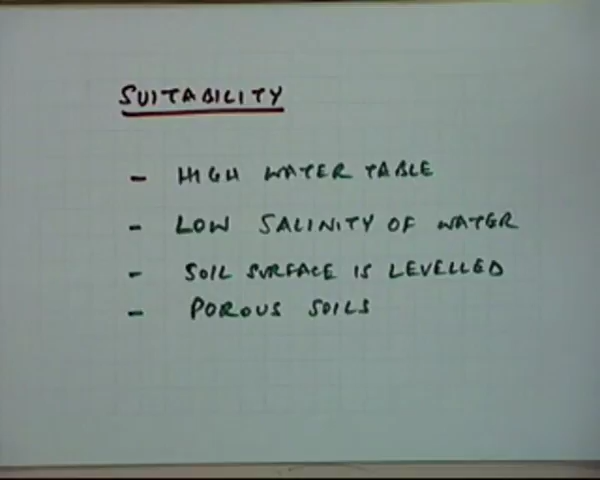 SUITABILITY
- HIGH WATER TABLE
- LOW SALINITY OF WATER
- SOIL SURFACE IS LEVELLED
- POROUS SOILS